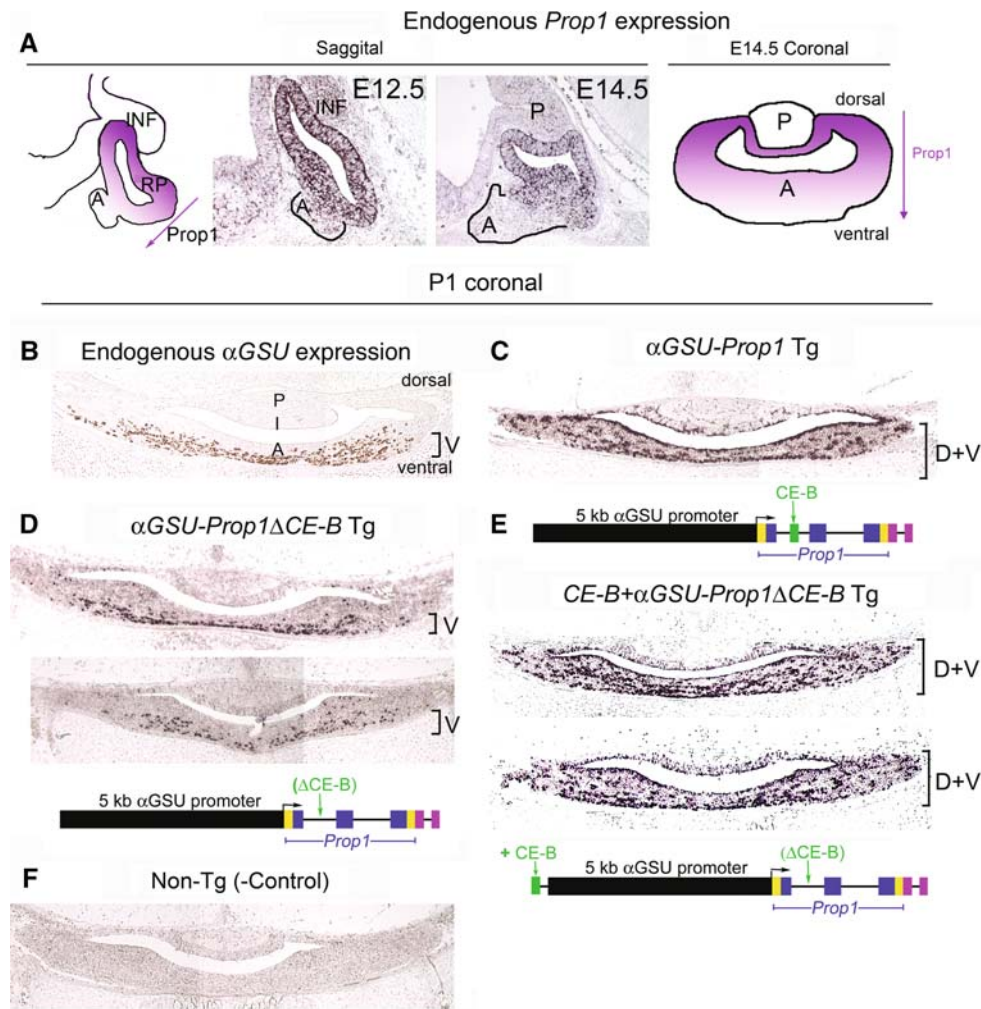 Endogenous Prop1 expression
A
Saggital
E14.5 Coronal
INF
RP
A
Prop1
INF
E12.5
A
P
E14.5
A
dorsal
P
A
Prop1
ventral
P1 coronal
B
Endogenous αGSU expression
dorsal
P
I
A
V
ventral
C
αGSU-Prop1 Tg
D+V
CE-B
5 kb αGSU promoter
Prop1
D
αGSU-Prop1ΔCE-B Tg
V
V
(ΔCE-B)
5 kb αGSU promoter
Prop1
E
CE-B+αGSU-Prop1ΔCE-B Tg
D+V
D+V
+ CE-B
(ΔCE-B)
5 kb αGSU promoter
Prop1
F
Non-Tg (-Control)